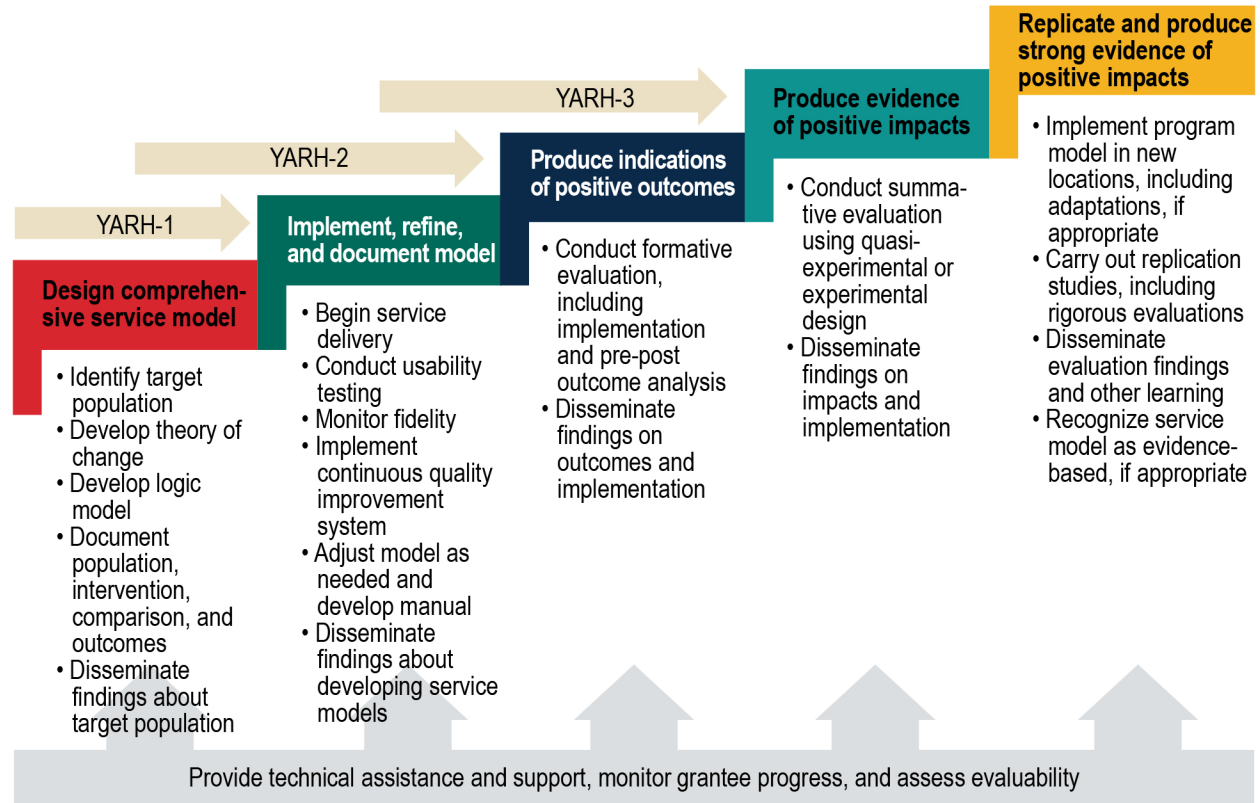 YARH-1
Design comprehen-
sive service model
• Identify target
population
• Develop theory of
change
• Develop logic
model
• Document
population,
intervention,
comparison, and
outcomes
• Disseminate
findings about
target population
YARH-2
Implement, refine,
and document model
• Begin service
delivery
• Conduct usability
testing
• Monitor fidelity
• Implement
continuous quality
improvement
system
• Adjust model as
needed and
develop manual
• Disseminate
findings about
developing service
models
YARH-3
Produce indications
of positive outcomes
• Conduct formative
evaluation,
including
implementation
and pre-post
outcome analysis
• Disseminate
findings on
outcomes and
implementation
Produce evidence
of positive impacts
• Conduct summa-
tive evaluation
using quasi-
experimental or
experimental
design
• Disseminate
findings on
impacts and
implementation
Replicate and produce
strong evidence of
positive impacts
• Implement program
model in new
locations, including
adaptations, if
appropriate
• Carry out replication
studies, including
rigorous evaluations
• Disseminate
evaluation findings
and other learning
• Recognize service
model as evidence-
based, if appropriate
Provide technical assistance and support, monitor grantee progress, and assess evaluability